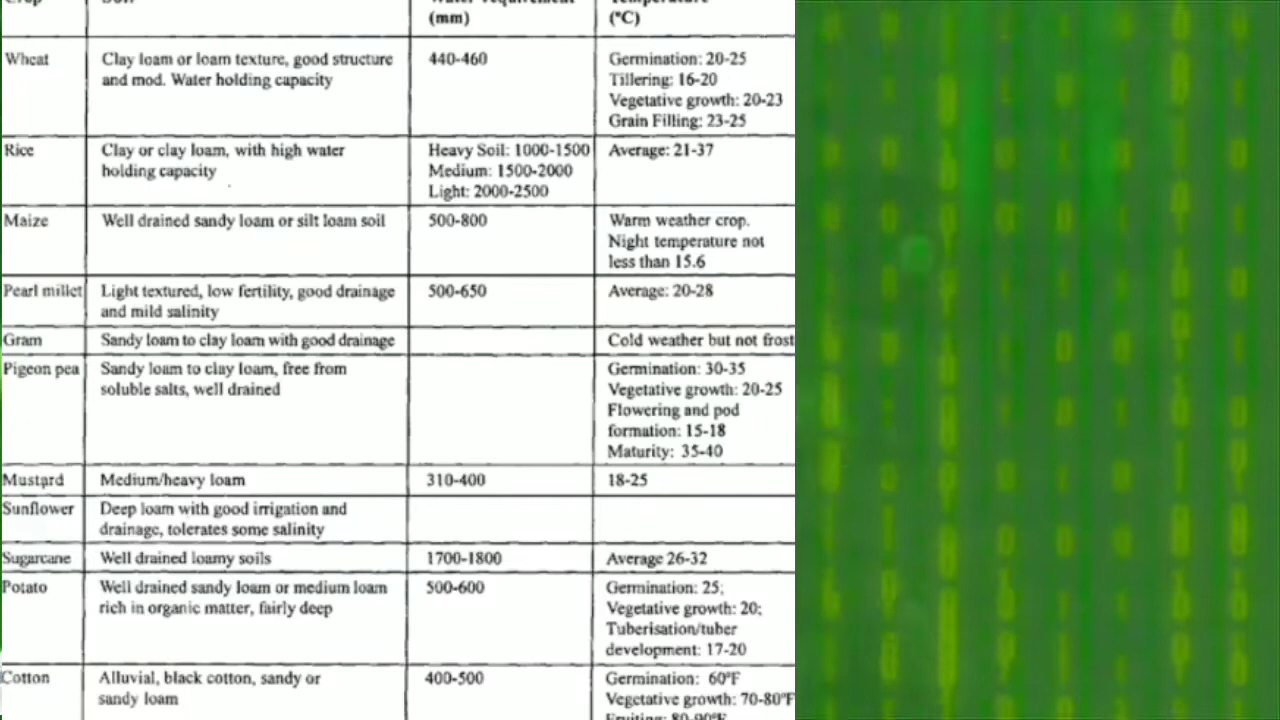 (mm)
(°C)
Wheat
Clay loam or loam texture, good structure
and mod. Water holding capacity
440-460
Germination: 20-25
Tillering: 16-20
Vegetative growth: 20-23
Grain Filling: 23-25
Rice
Clay or clay loam, with high water
holding capacity
Heavy Soil: 1000-1500
Medium: 1500-2000
Light: 2000-2500
Average: 21-37
Maize
Well drained sandy loam or silt loam soil
500-800
Warm weather crop.
Night temperature not
less than 15.6
Pearl millet
Light textured, low fertility, good drainage
and mild salinity
500-650
Average: 20-28
Gram
Sandy loam to clay loam with good drainage
Cold weather but not frost
Pigeon pea
Sandy loam to clay loam, free from
soluble salts, well drained
Germination: 30-35
Vegetative growth: 20-25
Flowering and pod
formation: 15-18
Maturity: 35-40
Mustard
Medium/heavy loam
310-400
18-25
Sunflower
Deep loam with good irrigation and
drainage, tolerates some salinity
Sugarcane
Well drained loamy soils
1700-1800
Average 26-32
Potato
Well drained sandy loam or medium loam
rich in organic matter, fairly deep
500-600
Germination: 25;
Vegetative growth: 20;
Tuberisation/tuber
development: 17-20
Cotton
Alluvial, black cotton, sandy or
sandy loam
400-500
Germination: 60°F
Vegetative growth: 70-80°F